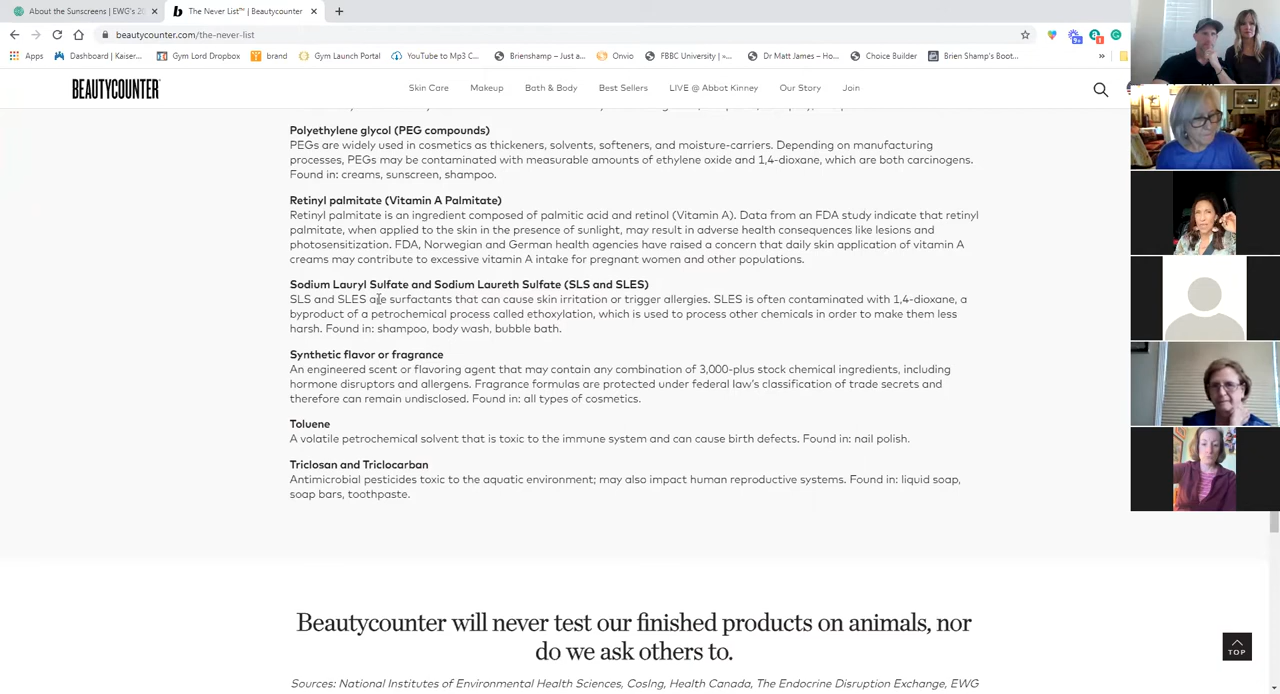 About the Sunscreens | EWG's 20
The Never List™ | Beautycounter
beautycounter.com/the-never-list
Apps
Dashboard | Kaiser...
Gym Lord Dropbox
brand
Gym Launch Portal
YouTube to Mp3 C...
Brienshamp – Just a...
Onvio
FBBC University | »...
Dr Matt James – Ho...
Choice Builder
Brien Shamp's Boot...
»
BEAUTYCOUNTER
Skin Care
Makeup
Bath & Body
Best Sellers
LIVE @ Abbot Kinney
Our Story
Join
Polyethylene glycol (PEG compounds)
PEGs are widely used in cosmetics as thickeners, solvents, softeners, and moisture-carriers. Depending on manufacturing
processes, PEGs may be contaminated with measurable amounts of ethylene oxide and 1,4-dioxane, which are both carcinogens.
Found in: creams, sunscreen, shampoo.
Retinyl palmitate (Vitamin A Palmitate)
Retinyl palmitate is an ingredient composed of palmitic acid and retinol (Vitamin A). Data from an FDA study indicate that retinyl
palmitate, when applied to the skin in the presence of sunlight, may result in adverse health consequences like lesions and
photosensitization. FDA, Norwegian and German health agencies have raised a concern that daily skin application of vitamin A
creams may contribute to excessive vitamin A intake for pregnant women and other populations.
Sodium Lauryl Sulfate and Sodium Laureth Sulfate (SLS and SLES)
SLS and SLES are surfactants that can cause skin irritation or trigger allergies. SLES is often contaminated with 1,4-dioxane, a
byproduct of a petrochemical process called ethoxylation, which is used to process other chemicals in order to make them less
harsh. Found in: shampoo, body wash, bubble bath.
Synthetic flavor or fragrance
An engineered scent or flavoring agent that may contain any combination of 3,000-plus stock chemical ingredients, including
hormone disruptors and allergens. Fragrance formulas are protected under federal law's classification of trade secrets and
therefore can remain undisclosed. Found in: all types of cosmetics.
Toluene
A volatile petrochemical solvent that is toxic to the immune system and can cause birth defects. Found in: nail polish.
Triclosan and Triclocarban
Antimicrobial pesticides toxic to the aquatic environment; may also impact human reproductive systems. Found in: liquid soap,
soap bars, toothpaste.
Beautycounter will never test our finished products on animals, nor
do we ask others to.
TOP
Sources: National Institutes of Environmental Health Sciences, CosIng, Health Canada, The Endocrine Disruption Exchange, EWG